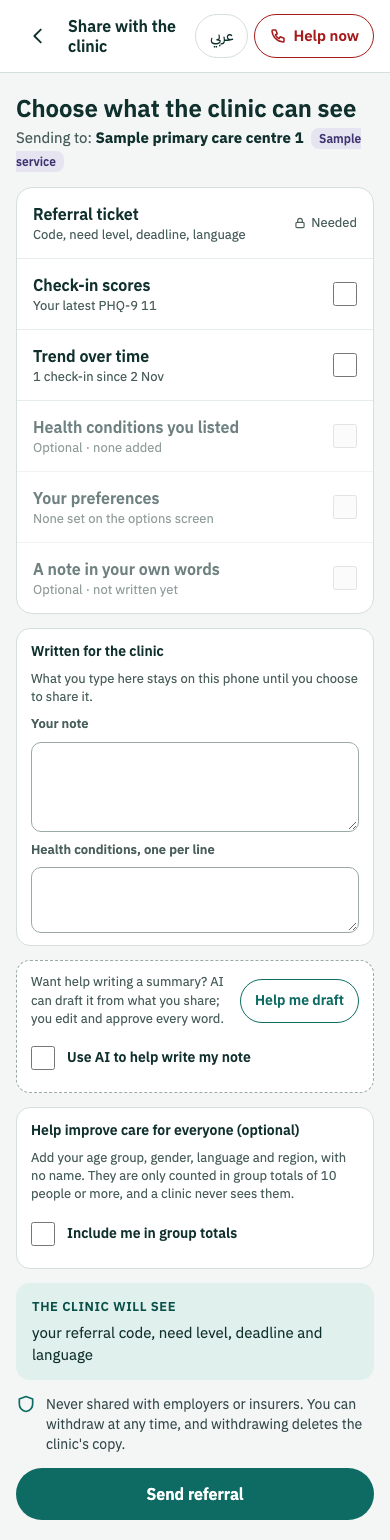 Share with the
clinic
عربي
Help now
Choose what the clinic can see
Sending to: Sample primary care centre 1 Sample
service
Referral ticket
Code, need level, deadline, language
Needed
Check-in scores
Your latest PHQ-9 11
Trend over time
1 check-in since 2 Nov
Health conditions you listed
Optional · none added
Your preferences
None set on the options screen
A note in your own words
Optional · not written yet
Written for the clinic
What you type here stays on this phone until you choose
to share it.
Your note
Health conditions, one per line
Want help writing a summary? AI
can draft it from what you share;
you edit and approve every word.
Help me draft
Use AI to help write my note
Help improve care for everyone (optional)
Add your age group, gender, language and region, with
no name. They are only counted in group totals of 10
people or more, and a clinic never sees them.
Include me in group totals
THE CLINIC WILL SEE
your referral code, need level, deadline and
language
Never shared with employers or insurers. You can
withdraw at any time, and withdrawing deletes the
clinic's copy.
Send referral